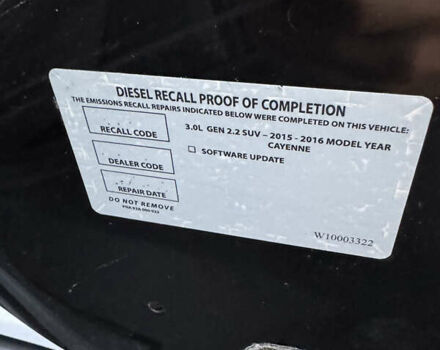 DIESEL RECALL PROOF OF COMPLETION
THE EMISSIONS RECALL REPAIRS INDICATED BELOW WERE COMPLETED ON THIS VEHICLE:
RECALL CODE
3.0L GEN 2.2 SUV – 2015 - 2016 MODEL YEAR
CAYENNE
SOFTWARE UPDATE
DEALER CODE
REPAIR DATE
DO NOT REMOVE
W10003322